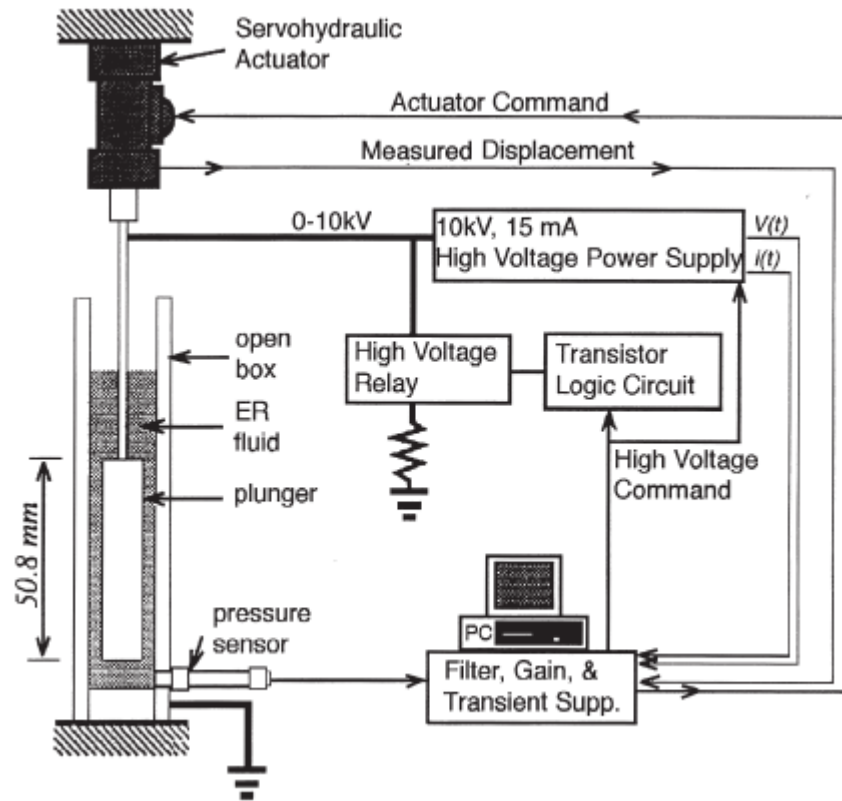 Servohydraulic
Actuator
Actuator Command
Measured Displacement
0-10kV
10kV, 15 mA
High Voltage Power Supply
V(t)
i(t)
open
box
High Voltage
Relay
Transistor
Logic Circuit
ER
fluid
plunger
High Voltage
Command
50.8 mm
pressure
sensor
PC
Filter, Gain, &
Transient Supp.